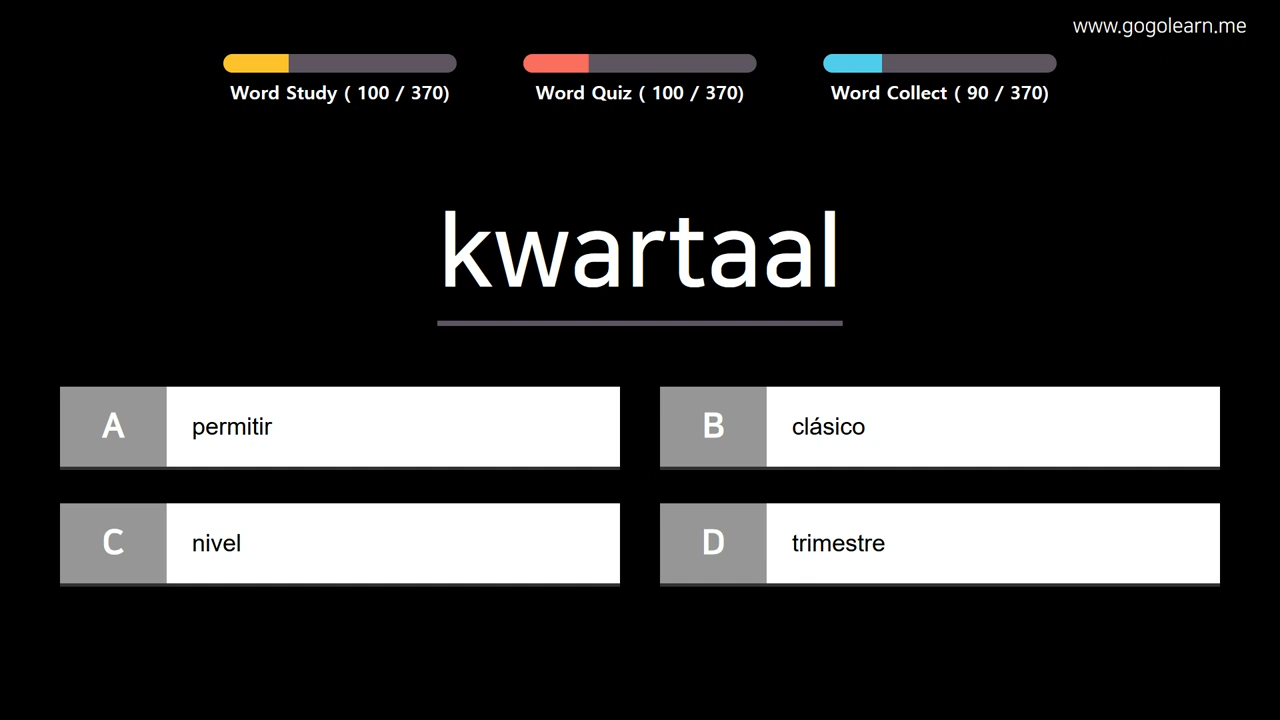 www.gogolearn.me
Word Study ( 100 / 370)
Word Quiz ( 100 / 370)
Word Collect ( 90 / 370)
kwartaal
A permitir
B clásico
C nivel
D trimestre